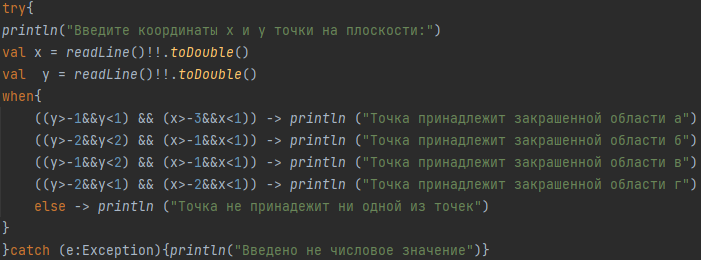 try{
println("Введите координаты x и y точки на плоскости:")
val x = readLine()!!.toDouble()
val  y = readLine()!!.toDouble()
when{
    ((y>-1&&y<1) && (x>-3&&x<1)) -> println ("Точка принадлежит закрашенной области а")
    ((y>-2&&y<2) && (x>-1&&x<1)) -> println ("Точка принадлежит закрашенной области б")
    ((y>-1&&y<2) && (x>-1&&x<1)) -> println ("Точка принадлежит закрашенной области в")
    ((y>-2&&y<1) && (x>-2&&x<1)) -> println ("Точка принадлежит закрашенной области г")
    else -> println ("Точка не принадежит ни одной из точек")
}
}catch (e:Exception){println("Введено не числовое значение")}